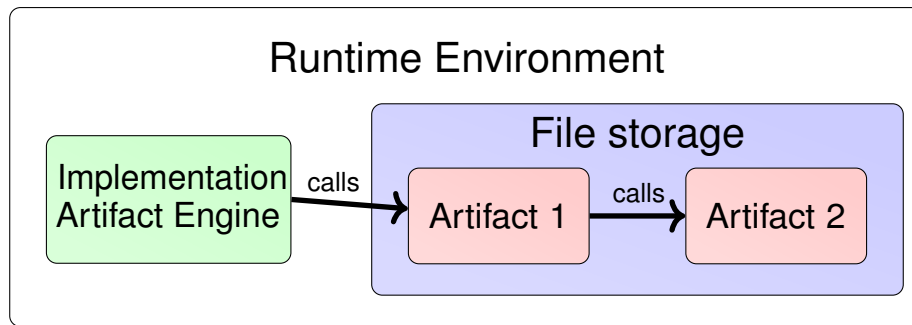 Runtime Environment
File storage
Implementation
Artifact Engine
calls
Artifact 1
calls
Artifact 2